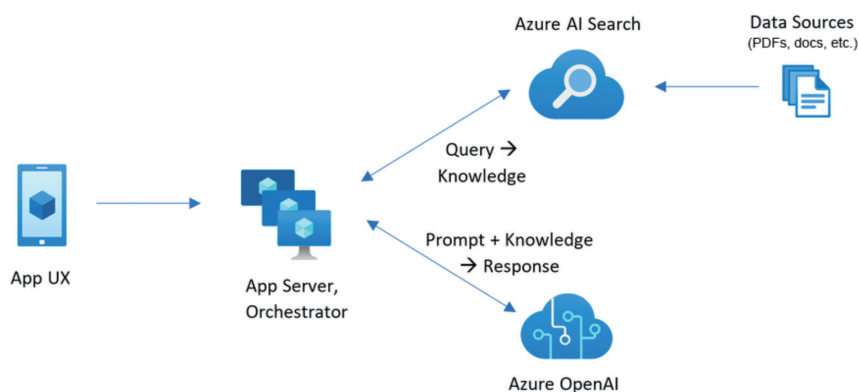 Azure AI Search
Data Sources
(PDFs, docs, etc.)
Query →
Knowledge
App UX
App Server,
Orchestrator
Prompt + Knowledge
→ Response
Azure OpenAI